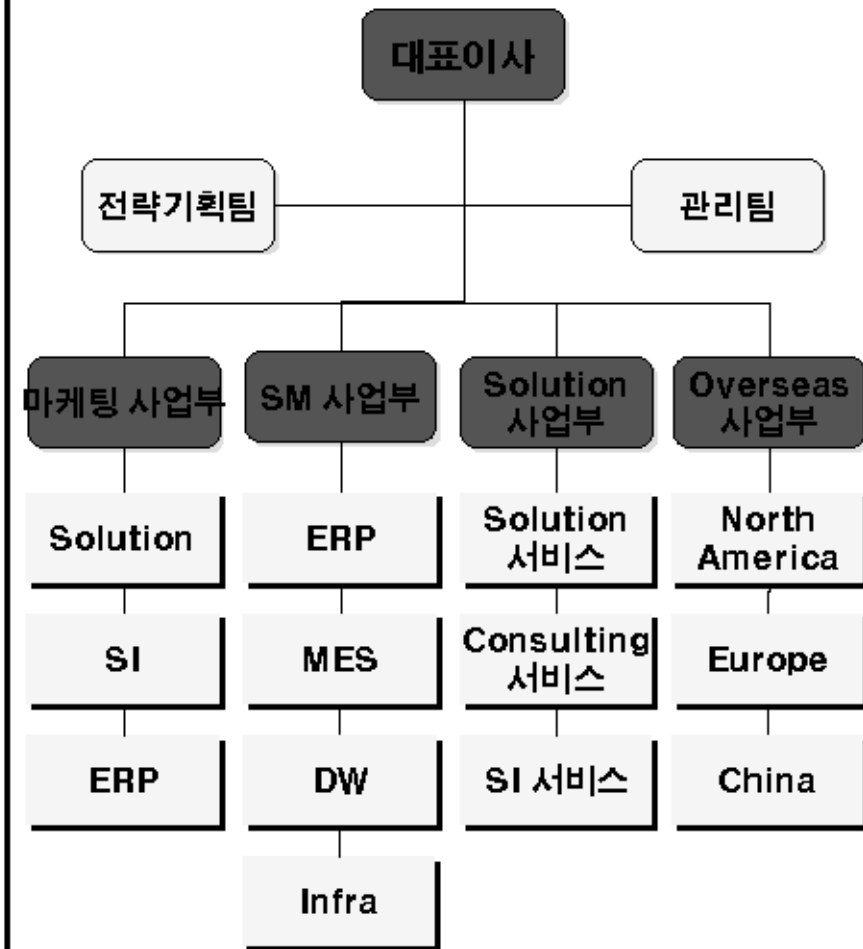 대표이사
전략기획팀
관리팀
마케팅 사업부
SM 사업부
Solution
사업부
Overseas
사업부
Solution
ERP
Solution
서비스
North
America
SI
MES
Consulting
서비스
Europe
ERP
DW
SI 서비스
China
Infra